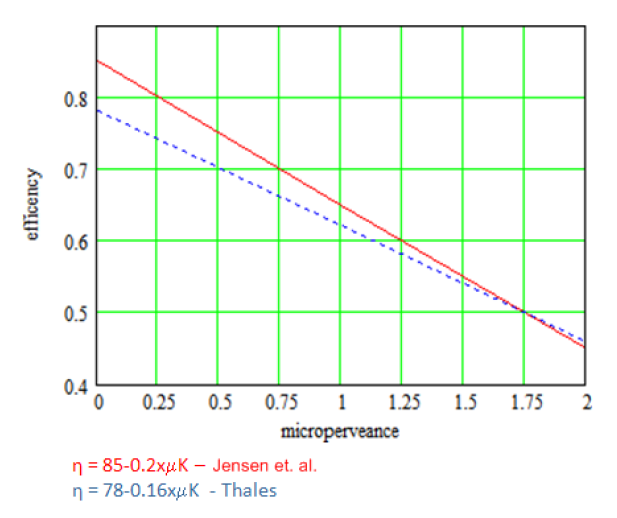 0.8
0.7
0.6
0.5
0.4
efficency
0 0.25 0.5 0.75 1 1.25 1.5 1.75 2
microperveance
η = 85-0.2xμK – Jensen et. al.
η = 78-0.16xμK - Thales